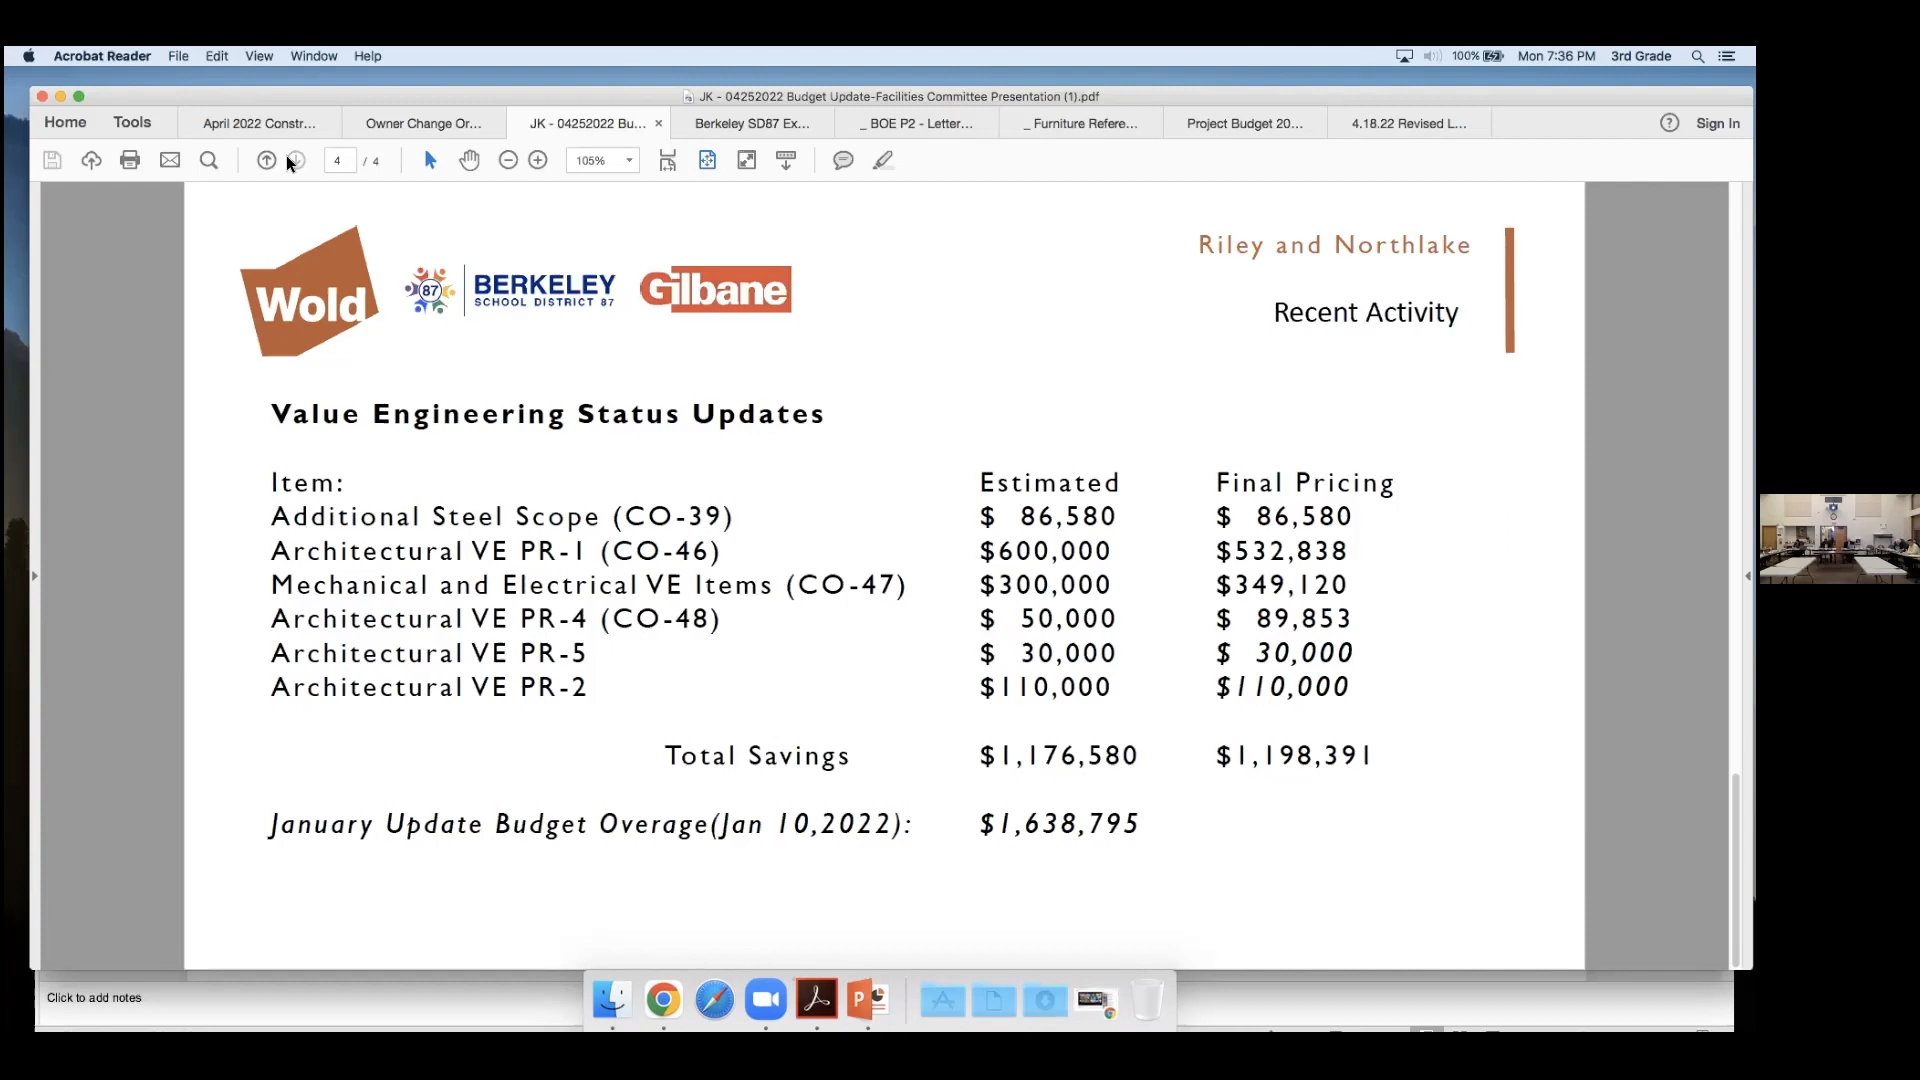 Acrobat Reader File Edit View Window Help 100% Mon 7:36 PM 3rd Grade
JK - 04252022 Budget Update-Facilities Committee Presentation (1).pdf
Home Tools April 2022 Constr... Owner Change Or... JK - 04252022 Bu... × Berkeley SD87 Ex... _ BOE P2 - Letter... _ Furniture Refere... Project Budget 20... 4.18.22 Revised L... ? Sign In
4 / 4 105%
Riley and Northlake
Wold 87 BERKELEY SCHOOL DISTRICT 87 Gilbane
Recent Activity
Value Engineering Status Updates
Item: Estimated Final Pricing
Additional Steel Scope (CO-39) $ 86,580 $ 86,580
Architectural VE PR-1 (CO-46) $600,000 $532,838
Mechanical and Electrical VE Items (CO-47) $300,000 $349,120
Architectural VE PR-4 (CO-48) $ 50,000 $ 89,853
Architectural VE PR-5 $ 30,000 $ 30,000
Architectural VE PR-2 $110,000 $110,000
Total Savings $1,176,580 $1,198,391
January Update Budget Overage(Jan 10,2022): $1,638,795
Click to add notes
P